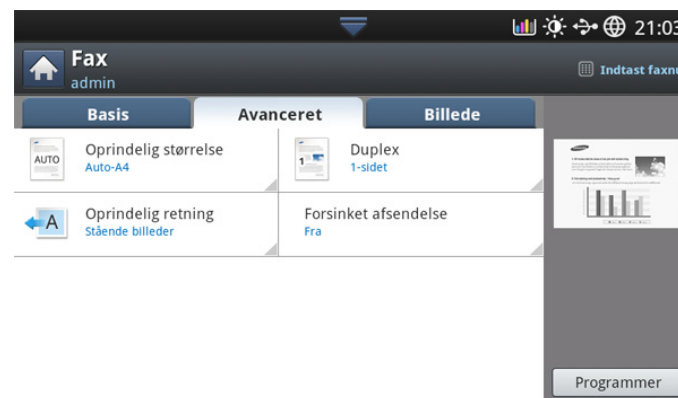 21:03
Fax
admin
Indtast faxnu
Basis
Avanceret
Billede
AUTO
Oprindelig størrelse
Auto-A4
1
Duplex
1-sidet
A
Oprindelig retning
Stående billeder
Forsinket afsendelse
Fra
Programmer